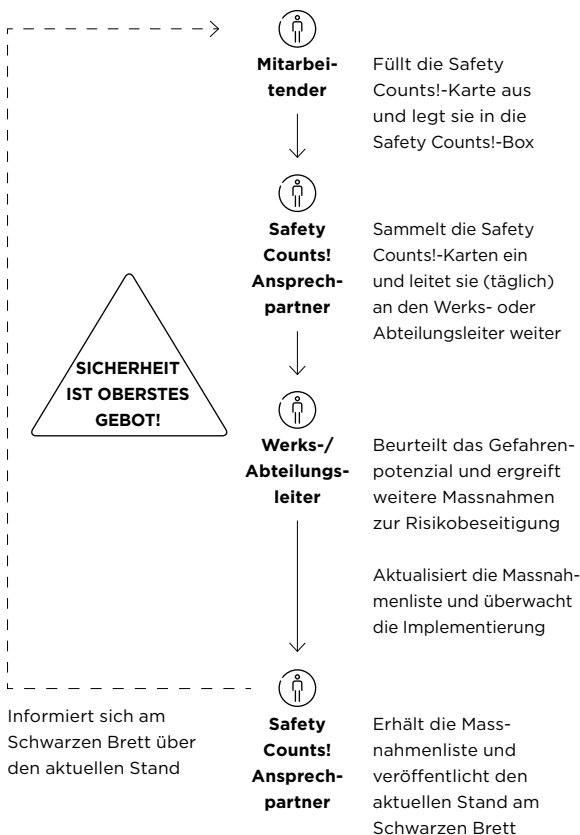 Mitarbei-
tender
Füllt die Safety
Counts!-Karte aus
und legt sie in die
Safety Counts!-Box
Safety
Counts!
Ansprech-
partner
Sammelt die Safety
Counts!-Karten ein
und leitet sie (täglich)
an den Werks- oder
Abteilungsleiter weiter
SICHERHEIT
IST OBERSTES
GEBOT!
Werks-/
Abteilungs-
leiter
Beurteilt das Gefahren-
potenzial und ergreift
weitere Massnahmen
zur Risikobeseitigung
Aktualisiert die Massnah-
menliste und überwacht
die Implementierung
Informiert sich am
Schwarzen Brett über
den aktuellen Stand
Safety
Counts!
Ansprech-
partner
Erhält die Mass-
nahmenliste und
veröffentlicht den
aktuellen Stand am
Schwarzen Brett